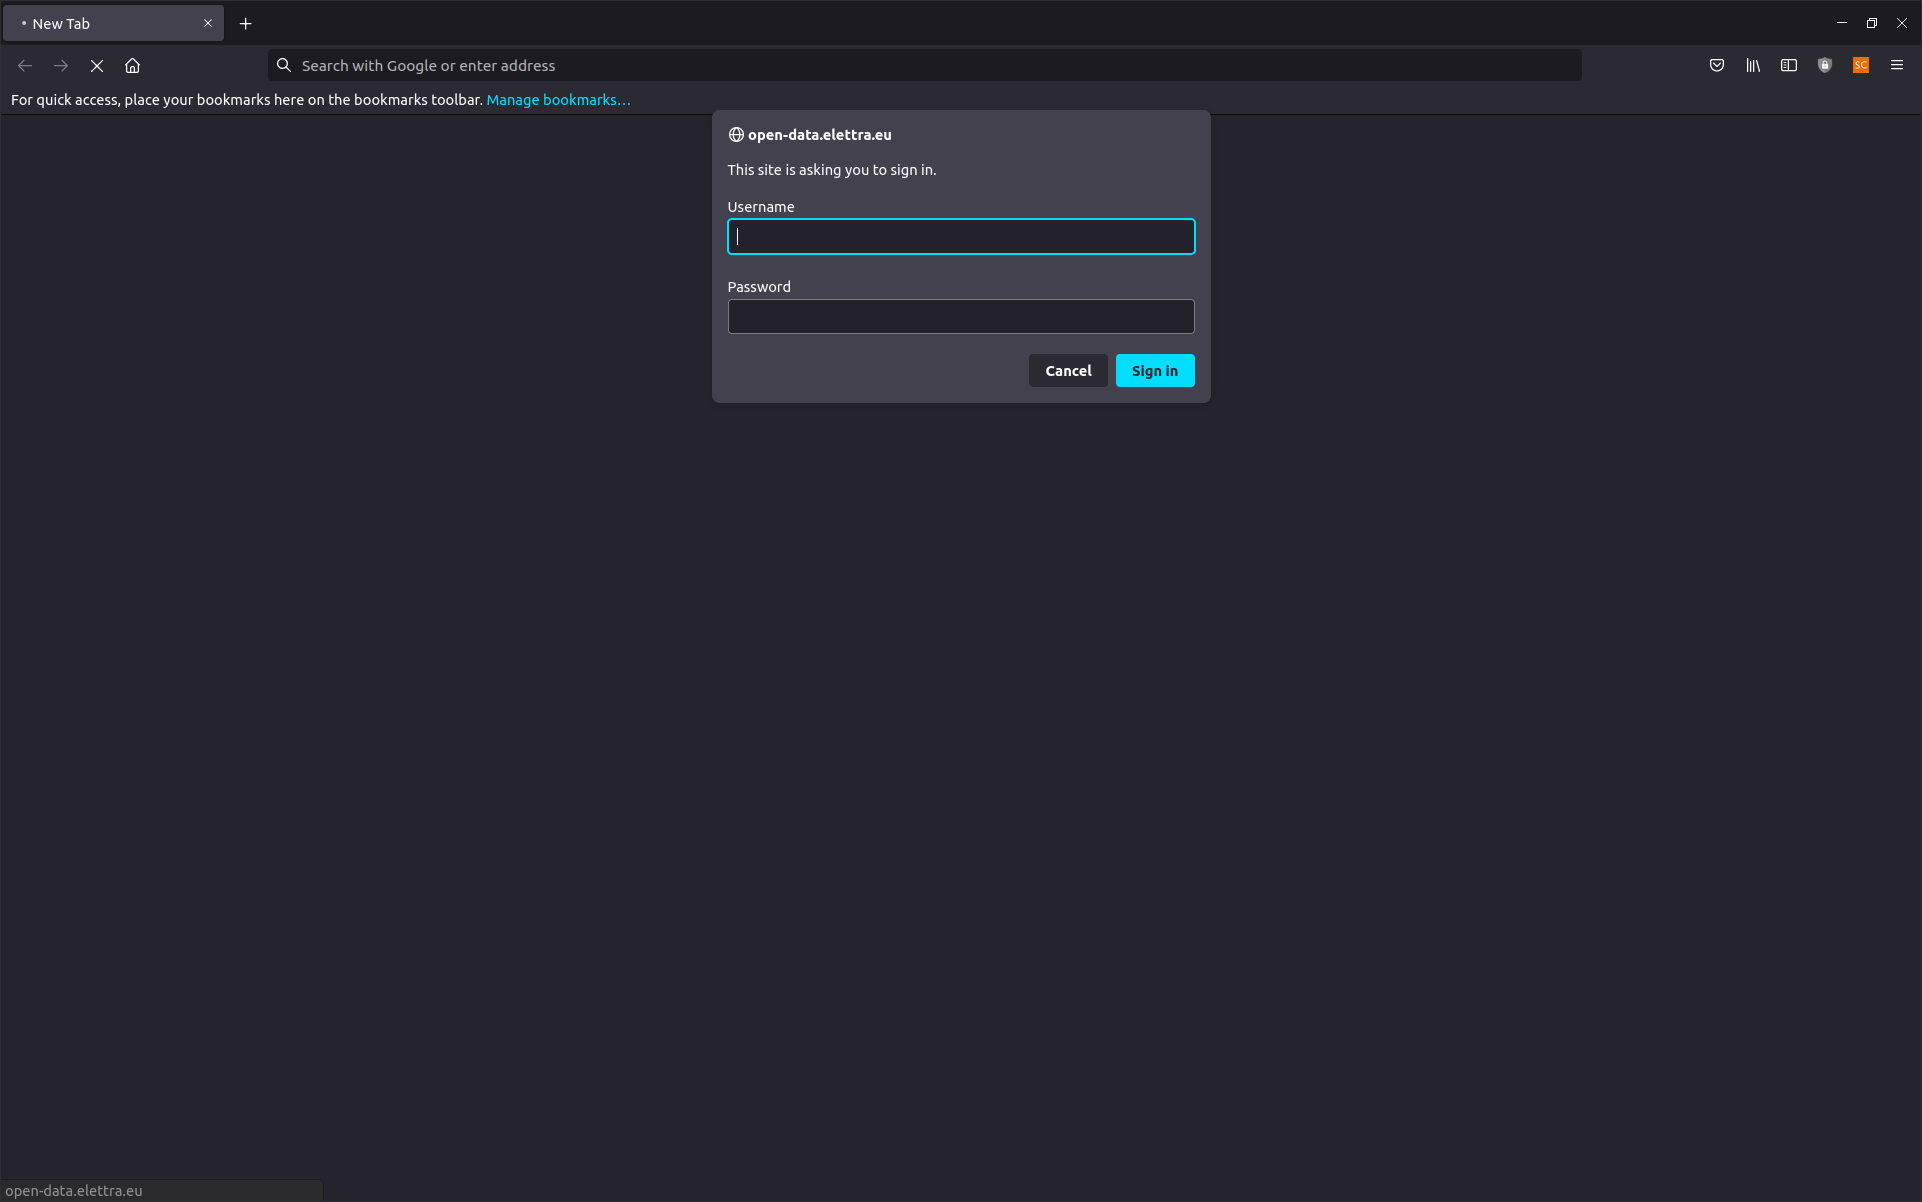 New Tab
Search with Google or enter address
SC
For quick access, place your bookmarks here on the bookmarks toolbar. Manage bookmarks…
open-data.elettra.eu
This site is asking you to sign in.
Username
Password
Cancel Sign in
open-data.elettra.eu